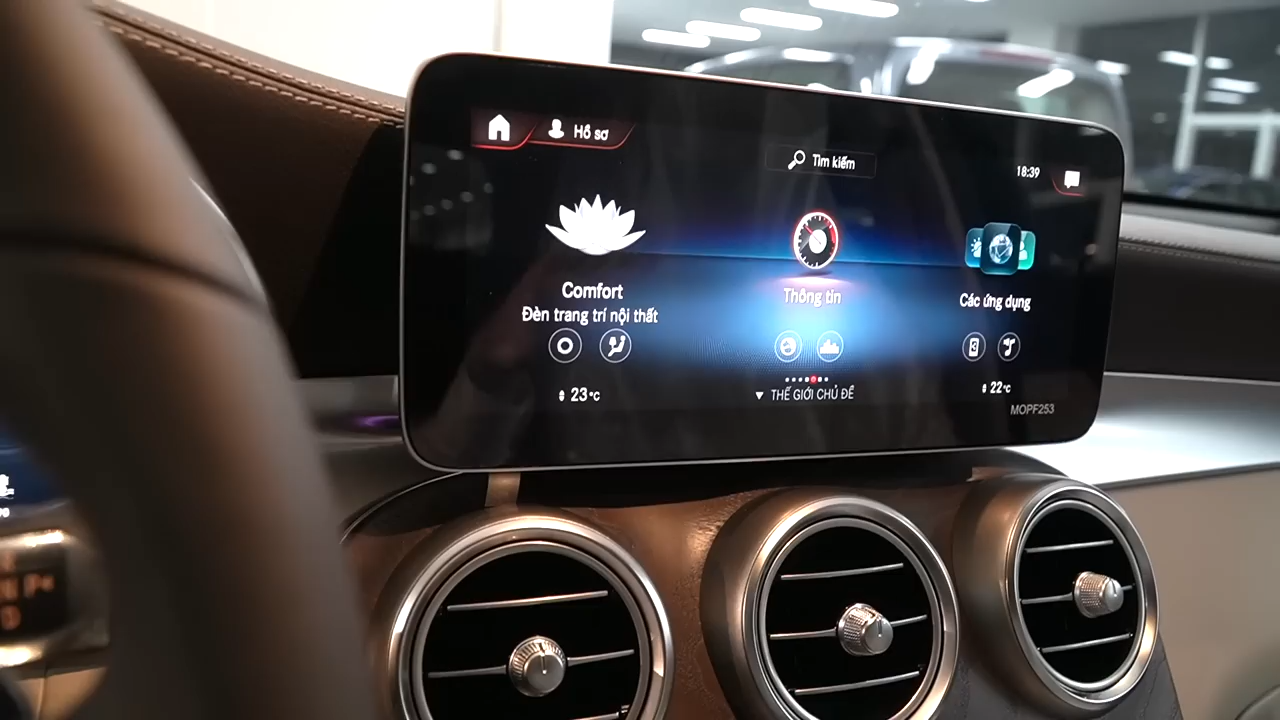 Hồ sơ
Tìm kiếm
18:39
Comfort
Đèn trang trí nội thất
Thông tin
Các ứng dụng
23°C
THẾ GIỚI CHỦ ĐỀ
22°C
MOPF253